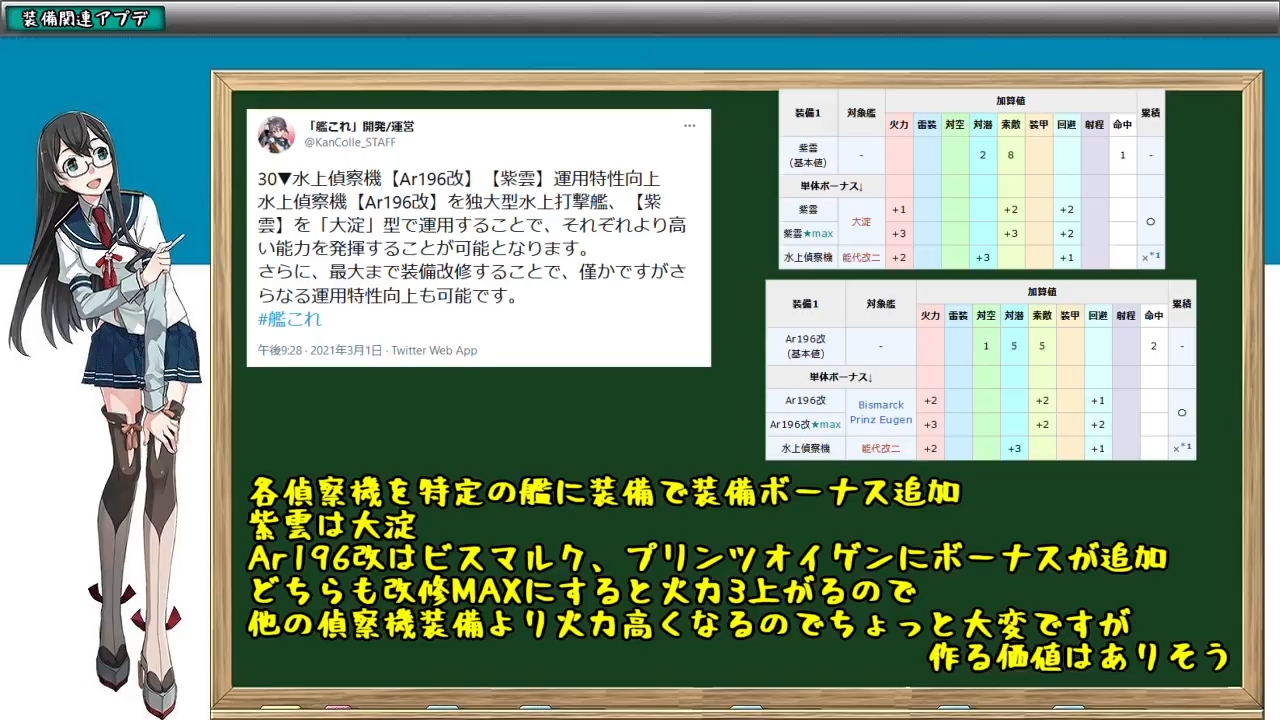 装備関連アプデ
「艦これ」開発/運営
@KanColle_STAFF
30▼水上偵察機【Ar196改】【紫雲】運用特性向上
水上偵察機【Ar196改】を独大型水上打撃艦、【紫
雲】を「大淀」型で運用することで、それぞれより高
い能力を発揮することが可能となります。
さらに、最大まで装備改修することで、僅かですがさ
らなる運用特性向上も可能です。
#艦これ
午後9:28 · 2021年3月1日 · Twitter Web App
装備1 対象艦 加算値 累積
火力 雷装 対空 対潜 索敵 装甲 回避 射程 命中
紫雲
(基本値) - 2 8 1 -
単体ボーナス↓
紫雲 大淀 +1 +2 +2 ○
紫雲★max +3 +3 +2
水上偵察機 能代改二 +2 +3 +1 ×*1
装備1 対象艦 加算値 累積
火力 雷装 対空 対潜 索敵 装甲 回避 射程 命中
Ar196改
(基本値) - 1 5 5 2 -
単体ボーナス↓
Ar196改 Bismarck +2 +2 +1 ○
Ar196改★max Prinz Eugen +3 +2 +2
水上偵察機 能代改二 +2 +3 +1 ×*1
各偵察機を特定の艦に装備で装備ボーナス追加
紫雲は大淀
Ar196改はビスマルク、プリンツオイゲンにボーナスが追加
どちらも改修MAXにすると火力3上がるので
他の偵察機装備より火力高くなるのでちょっと大変ですが
作る価値はありそう